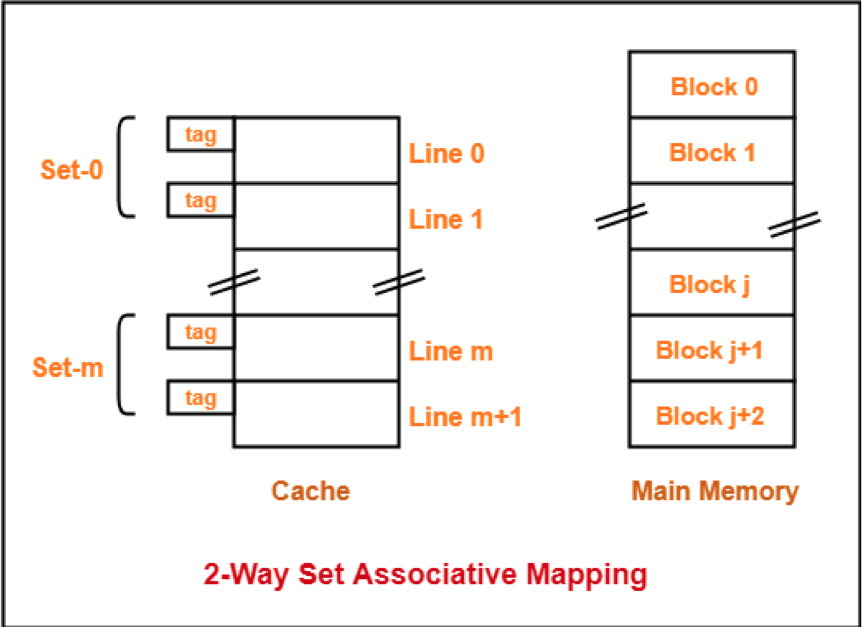 Set-0
tag
Line 0
tag
Line 1
Set-m
tag
Line m
tag
Line m+1
Cache
Block 0
Block 1
Block j
Block j+1
Block j+2
Main Memory
2-Way Set Associative Mapping